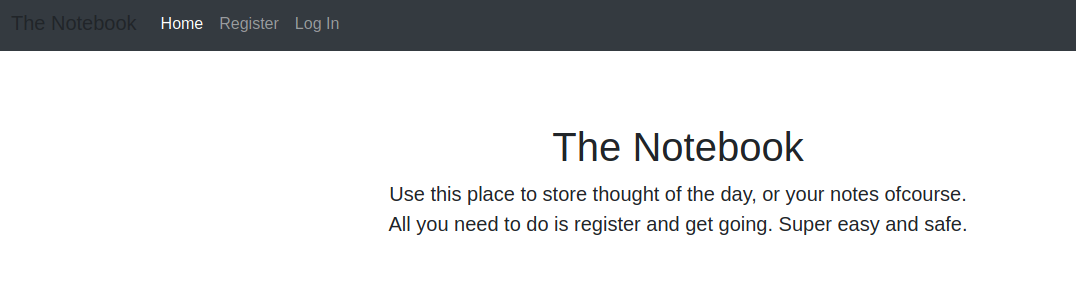 The Notebook Home Register Log In
The Notebook
Use this place to store thought of the day, or your notes ofcourse.
All you need to do is register and get going. Super easy and safe.